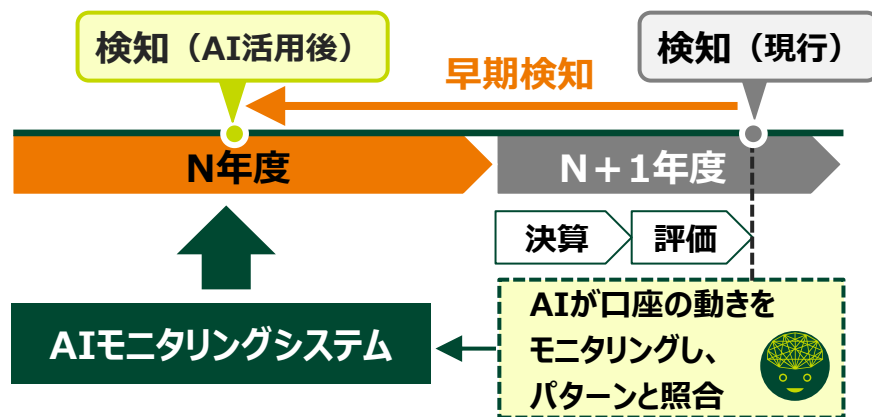 検知（AI活用後）
検知（現行）
早期検知
N年度
N＋1年度
決算
評価
AIモニタリングシステム
AIが口座の動きを
モニタリングし、
パターンと照合